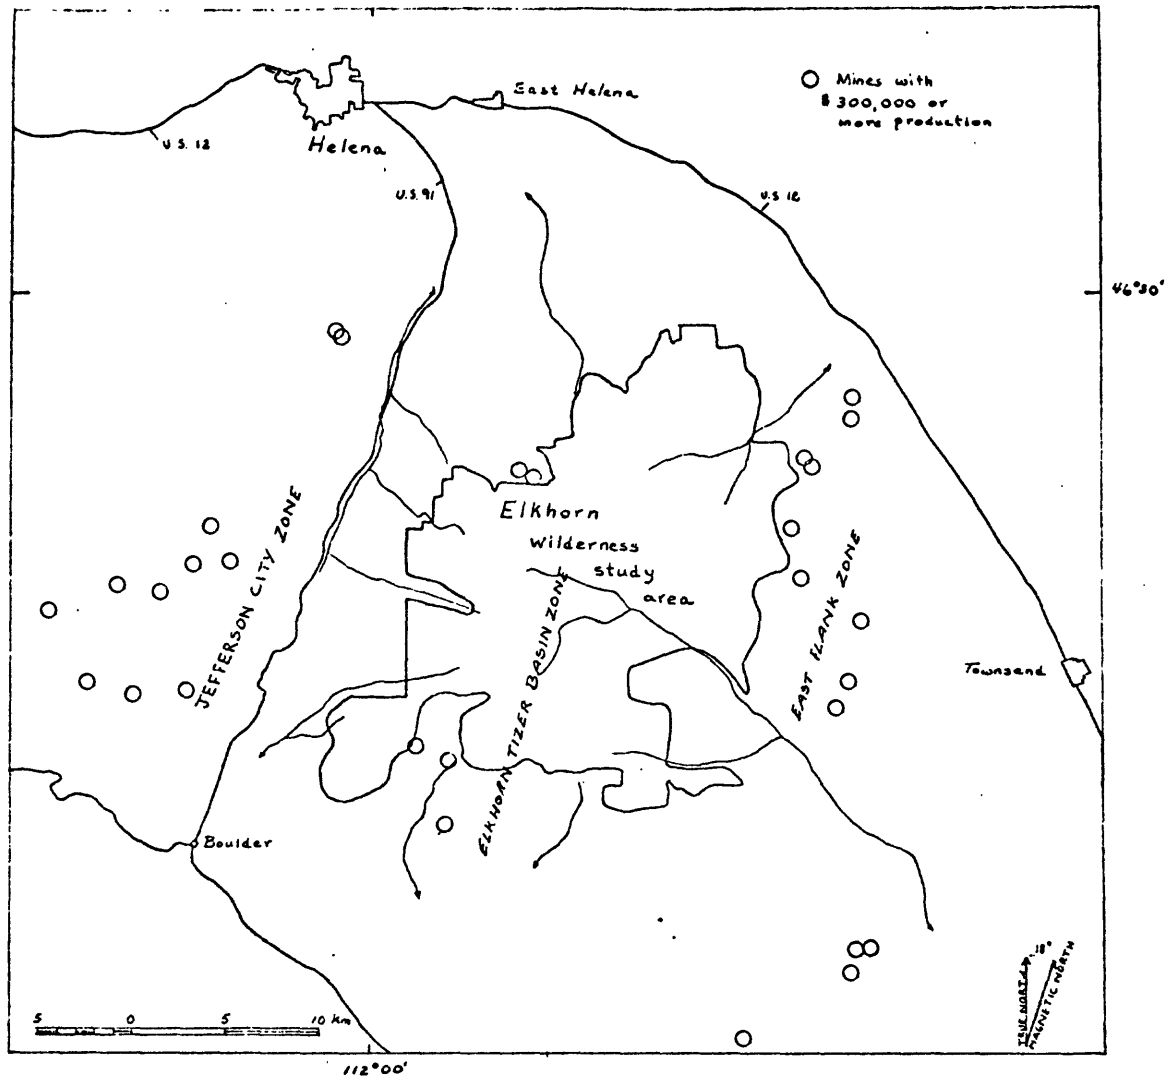 Mines with
$300,000 or
more production
East Helena
Helena
U.S. 12
U.S. 91
U.S 12
46°30'
Elkhorn
Wilderness
study
area
JEFFERSON CITY ZONE
ELKHORN TIZER BASIN ZONE
EAST FLANK ZONE
Townsend
Boulder
5 0 5 10 km
112°00'
18°
TRUE NORTH
MAGNETIC NORTH